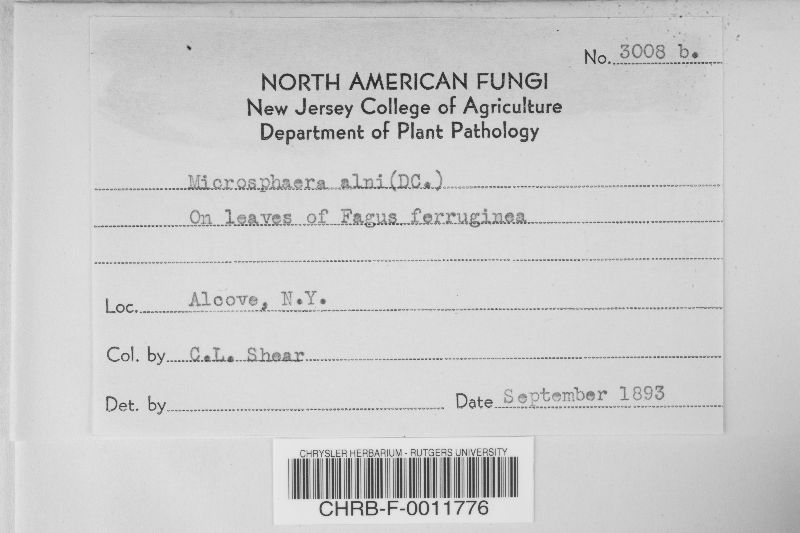 No. 3008 b.
NORTH AMERICAN FUNGI
New Jersey College of Agriculture
Department of Plant Pathology
Microsphaera alni(DC.)
On leaves of Fagus ferruginea
Loc. Alcove, N.Y.
Col. by C.L. Shear
Det. by Date September 1893
CHRYSLER HERBARIUM - RUTGERS UNIVERSITY
CHRB-F-0011776